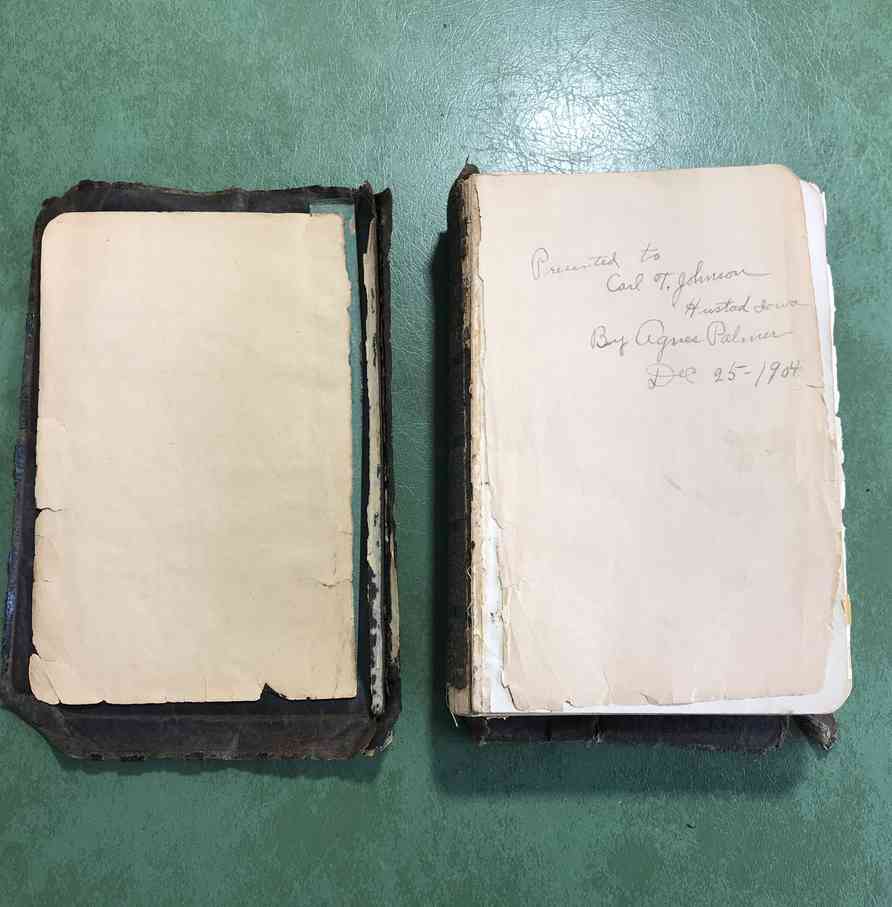 Presented to
Carl T. Johnson
Hustad Iowa
By Agnes Palmer
Dec 25-1904